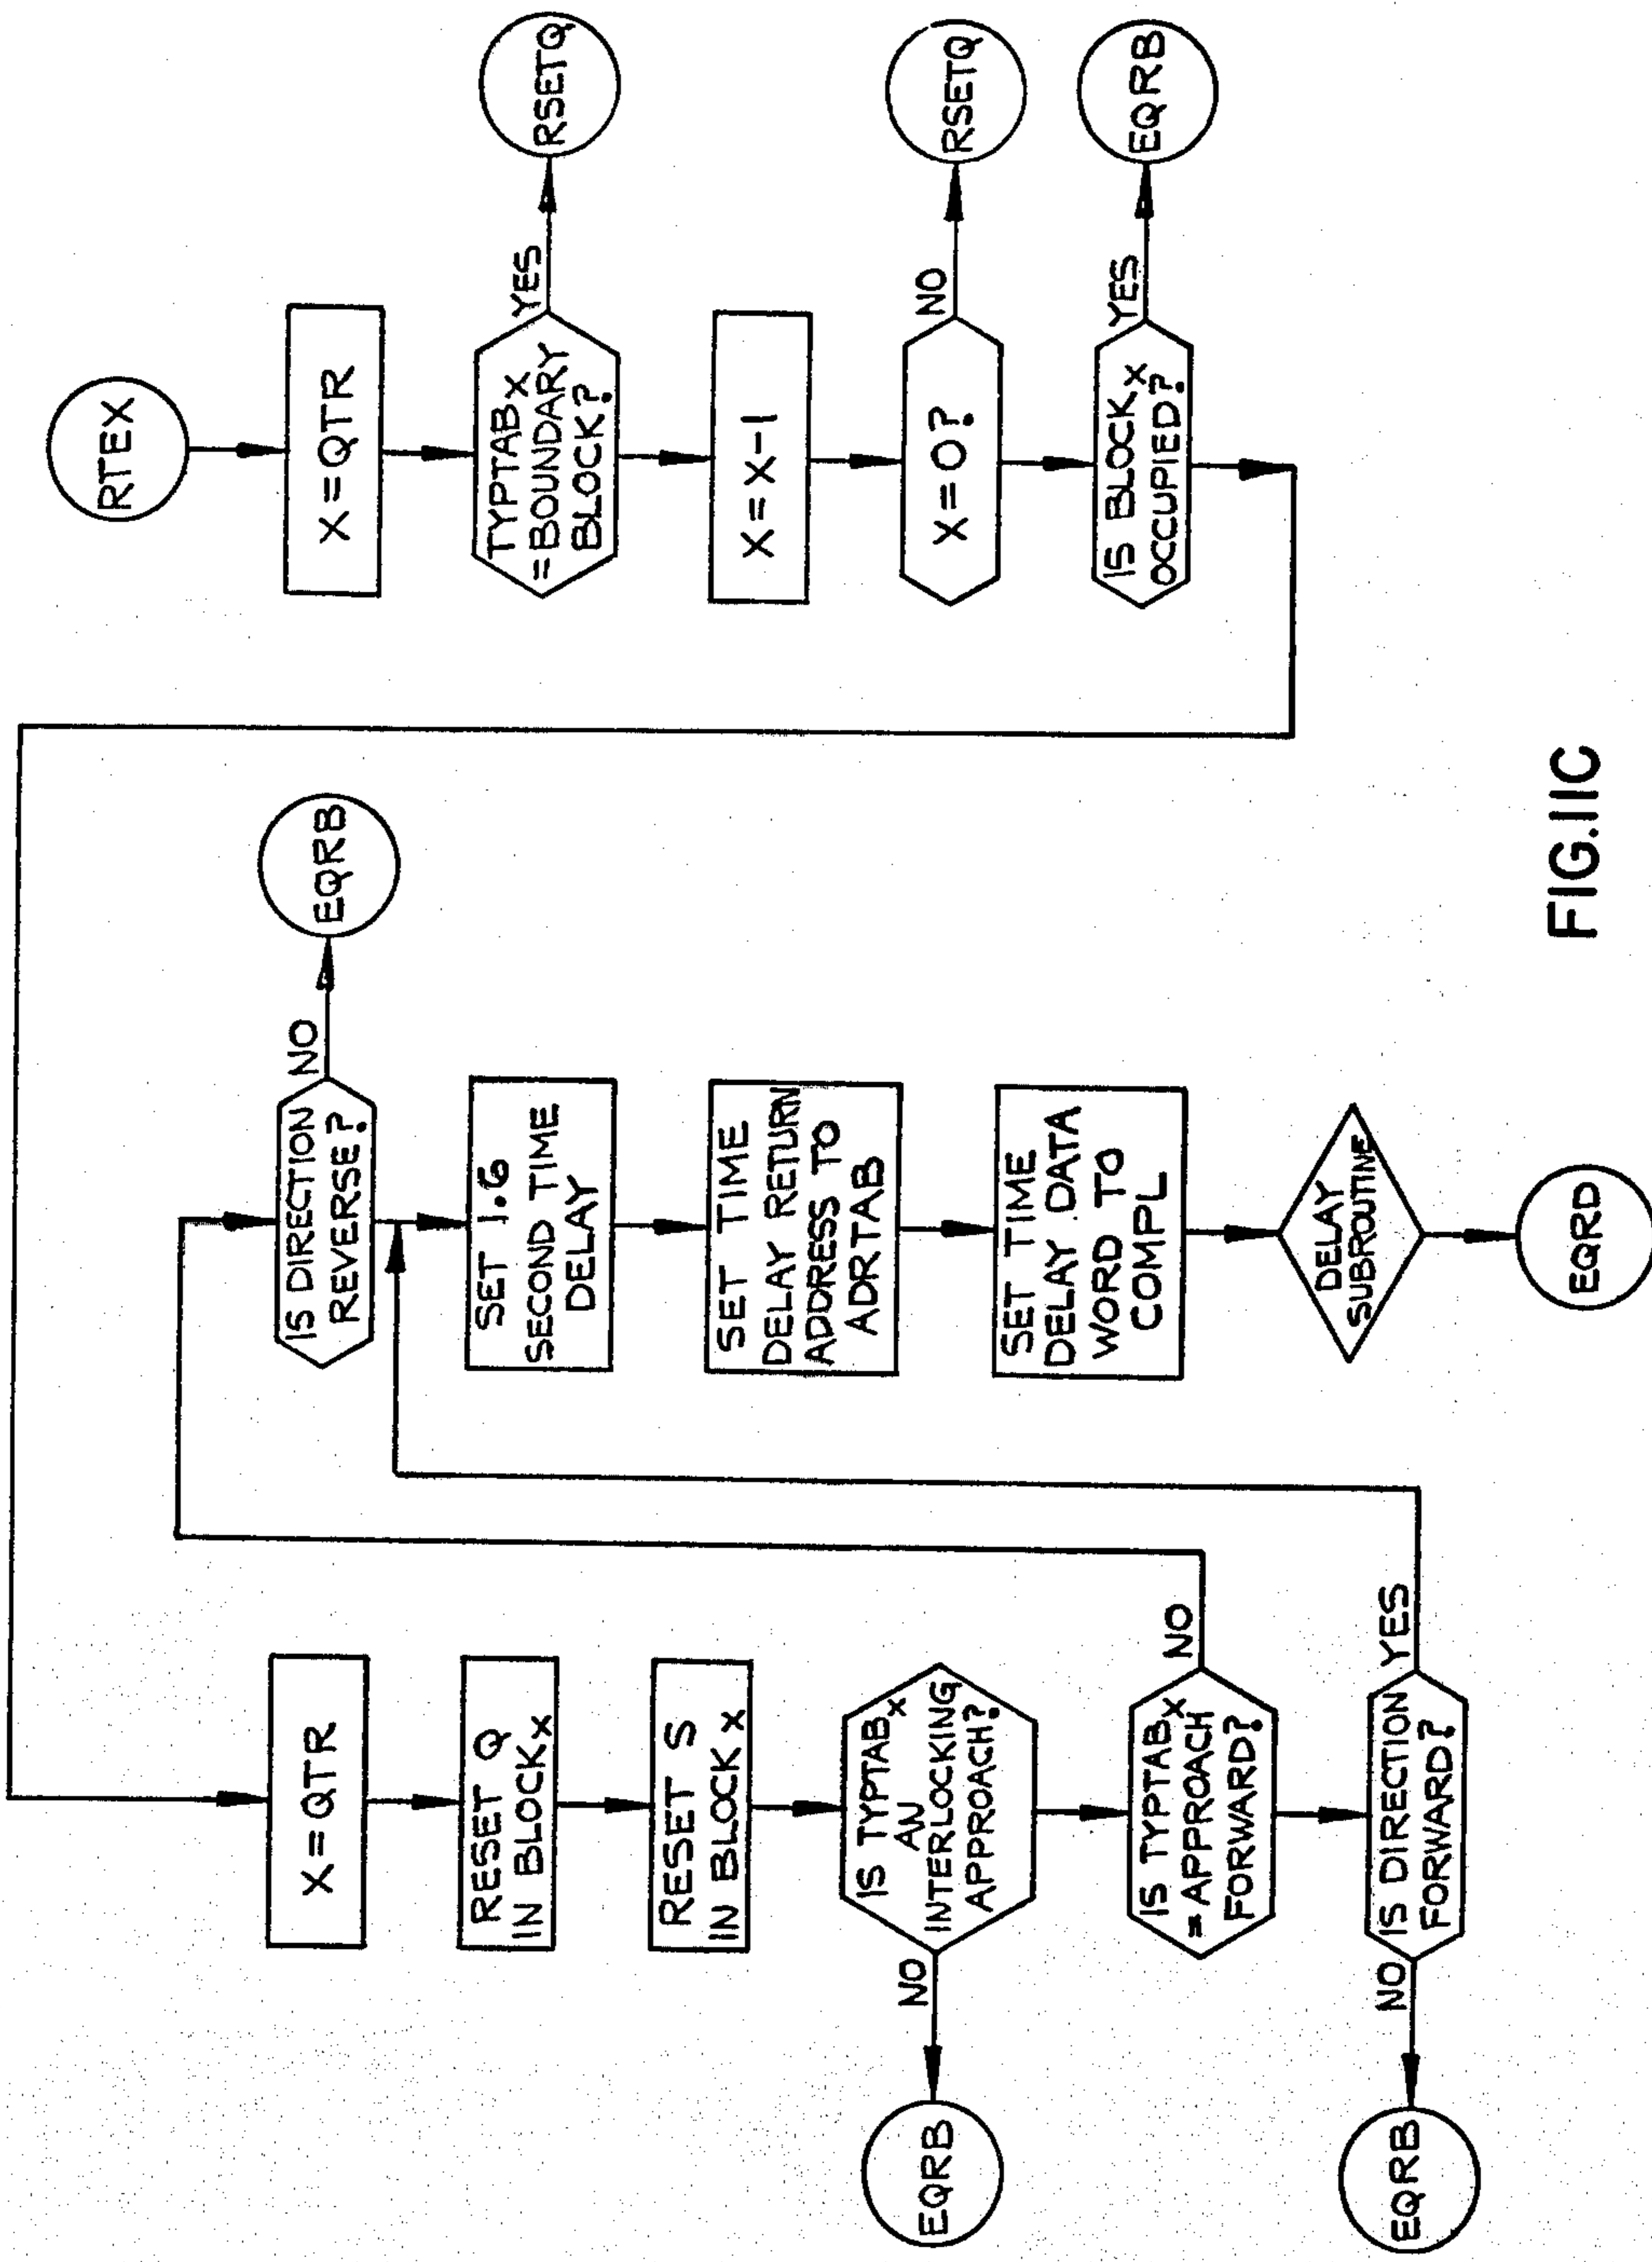 RTEX
X=QTR
TYPTABx
=BOUNDARY
BLOCK?
YES
RSETQ
X=X-1
X=0?
NO
RSETQ
IS BLOCKx
OCCUPIED?
YES
EQRB
X=QTR
RESET Q
IN BLOCKx
RESET S
IN BLOCKx
IS TYPTABx
AN
INTERLOCKING
APPROACH?
NO
EQRB
IS TYPTABx
=APPROACH
FORWARD?
NO
IS DIRECTION
FORWARD?
YES
NO
EQRB
IS DIRECTION
REVERSE?
NO
EQRB
SET 1.6
SECOND TIME
DELAY
SET TIME
DELAY RETURN
ADDRESS TO
ADRTAB
SET TIME
DELAY DATA
WORD TO
COMPL
DELAY
SUBROUTINE
EQRD
FIG.11C